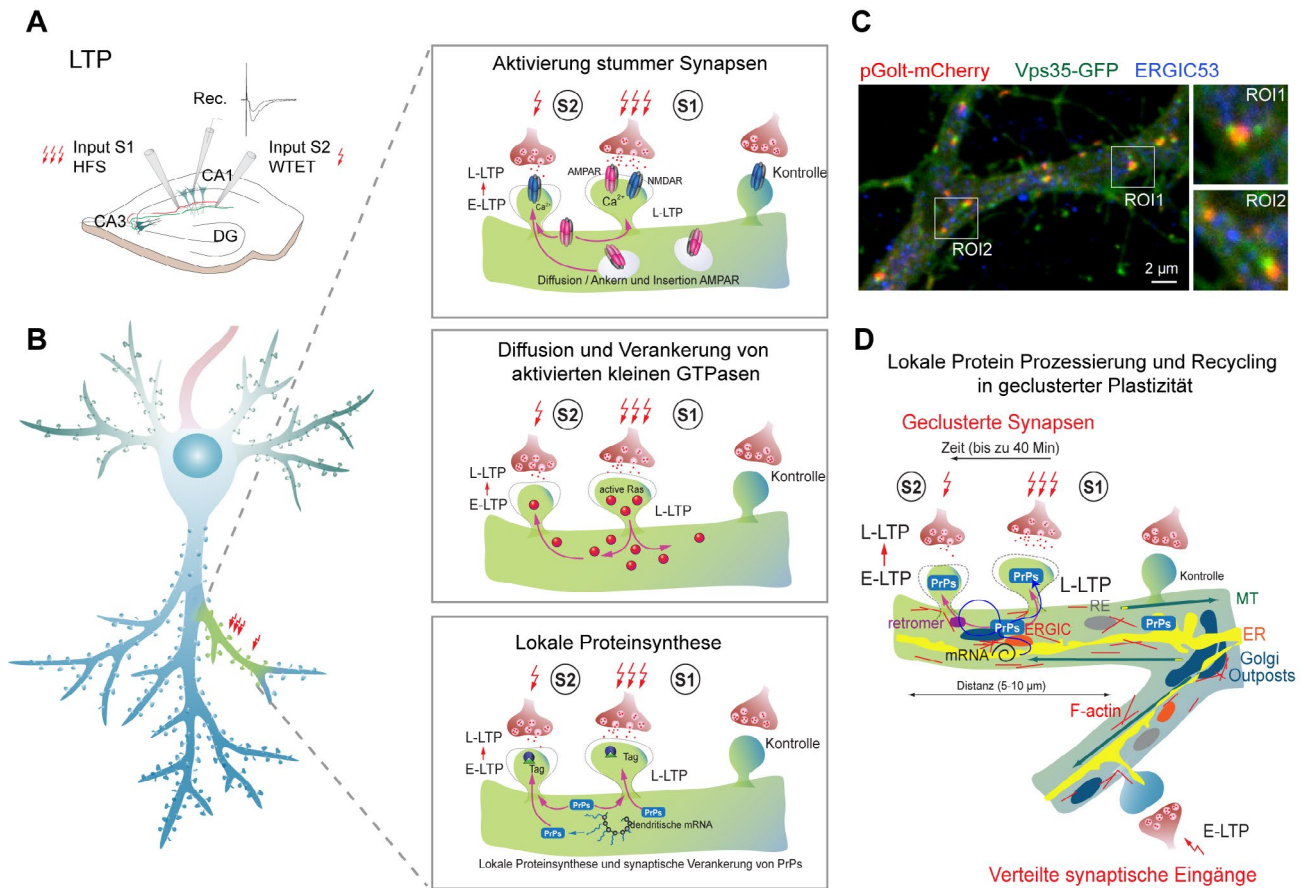 A
LTP
Rec.
Input S1
HFS
Input S2
WTET
CA1
CA3
DG
B
Aktivierung stummer Synapsen
S2
S1
L-LTP
E-LTP
AMPAR
NMDAR
Kontrolle
Ca2+
Ca2+
L-LTP
Diffusion / Ankern und Insertion AMPAR
Diffusion und Verankerung von
aktivierten kleinen GTPasen
S2
S1
L-LTP
E-LTP
active Ras
Kontrolle
L-LTP
Lokale Proteinsynthese
S2
S1
L-LTP
E-LTP
Tag
Tag
Kontrolle
L-LTP
PrPs
PrPs
PrPs
dendritische mRNA
Lokale Proteinsynthese und synaptische Verankerung von PrPs
C
pGolt-mCherry Vps35-GFP ERGIC53
ROI1
ROI2
2 µm
ROI1
ROI2
D
Lokale Protein Prozessierung und Recycling
in geclusterter Plastizität
Geclusterte Synapsen
Zeit (bis zu 40 Min)
S2
S1
L-LTP
E-LTP
PrPs
PrPs
L-LTP
Kontrolle
RE
MT
retromer
PrPs
ERGIC
PrPs
ER
mRNA
Golgi
Outposts
Distanz (5-10 µm)
F-actin
E-LTP
Verteilte synaptische Eingänge